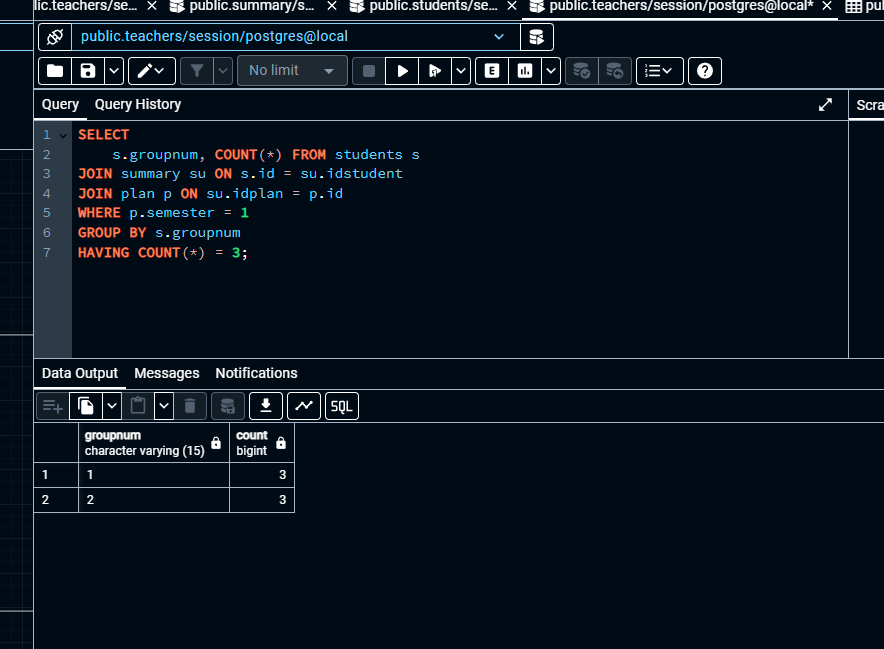 lic.teachers/se... × public.summary/s... × public.students/se... × public.teachers/session/postgres@local* × pul
public.teachers/session/postgres@local
No limit
E
?
Query Query History
Scra
1 SELECT
2 s.groupnum, COUNT(*) FROM students s
3 JOIN summary su ON s.id = su.idstudent
4 JOIN plan p ON su.idplan = p.id
5 WHERE p.semester = 1
6 GROUP BY s.groupnum
7 HAVING COUNT(*) = 3;
Data Output Messages Notifications
SQL
groupnum count
character varying (15) bigint
1 1 3
2 2 3